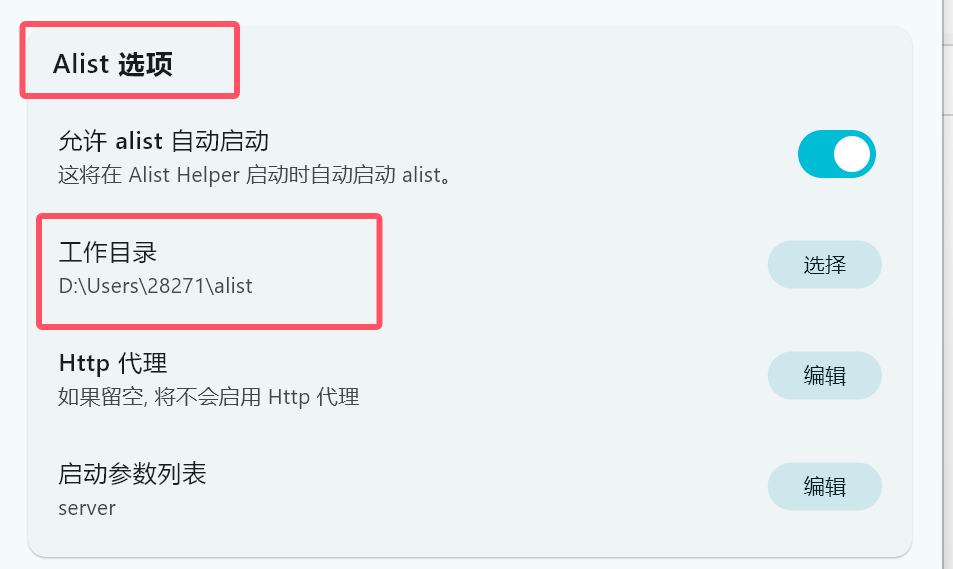 Alist 选项
允许 alist 自动启动
这将在 Alist Helper 启动时自动启动 alist。
工作目录
D:\Users\28271\alist
选择
Http 代理
如果留空, 将不会启用 Http 代理
编辑
启动参数列表
server
编辑